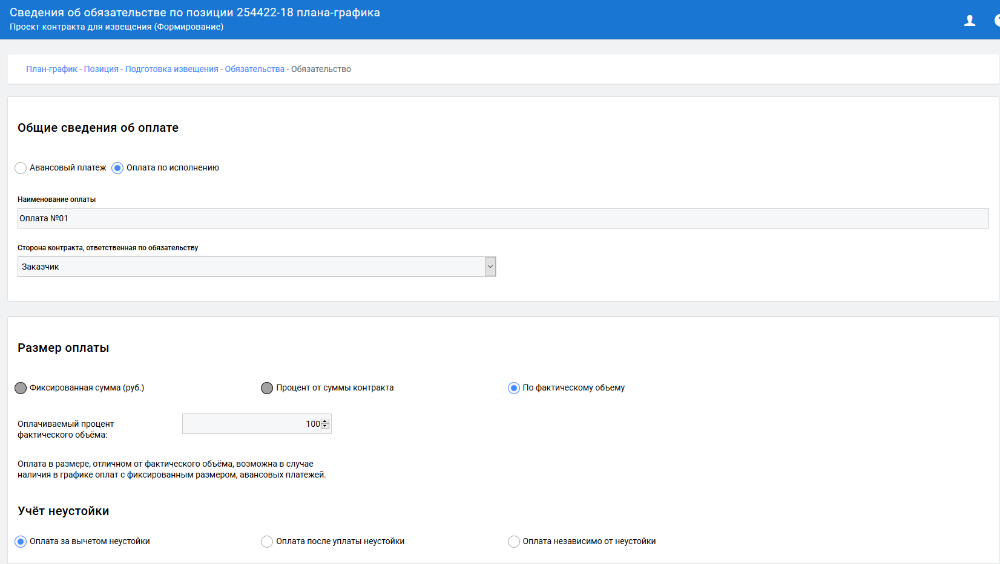 Сведения об обязательстве по позиции 254422-18 плана-графика
Проект контракта для извещения (Формирование)
План-график - Позиция - Подготовка извещения - Обязательства - Обязательство
Общие сведения об оплате
Авансовый платеж Оплата по исполнению
Наименование оплаты
Оплата №01
Сторона контракта, ответственная по обязательству
Заказчик
Размер оплаты
Фиксированная сумма (руб.) Процент от суммы контракта По фактическому объему
Оплачиваемый процент
фактического объёма:
100
Оплата в размере, отличном от фактического объёма, возможна в случае
наличия в графике оплат с фиксированным размером, авансовых платежей.
Учёт неустойки
Оплата за вычетом неустойки Оплата после уплаты неустойки Оплата независимо от неустойки